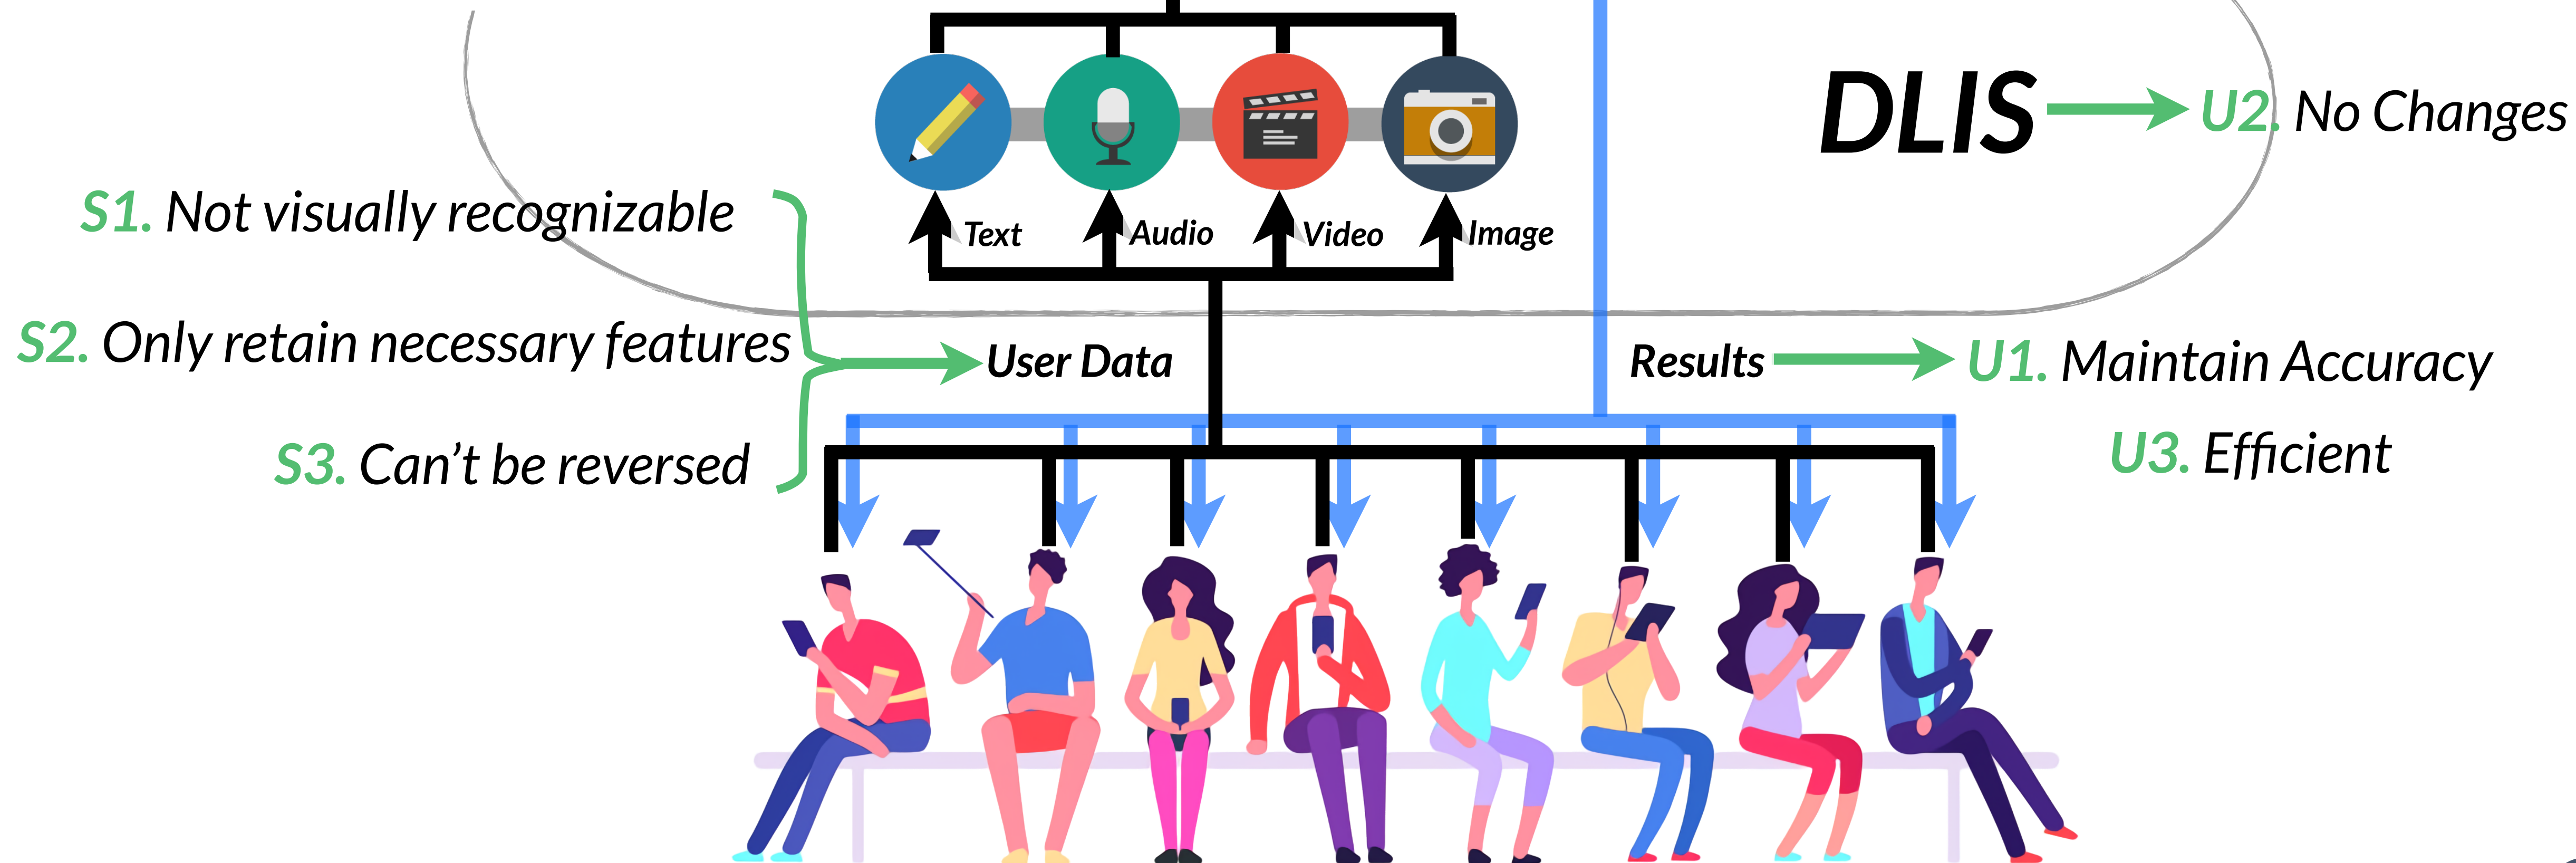 DLIS
U2. No Changes
S1. Not visually recognizable
Text
Audio
Video
Image
S2. Only retain necessary features
User Data
Results
U1. Maintain Accuracy
S3. Can’t be reversed
U3. Efficient